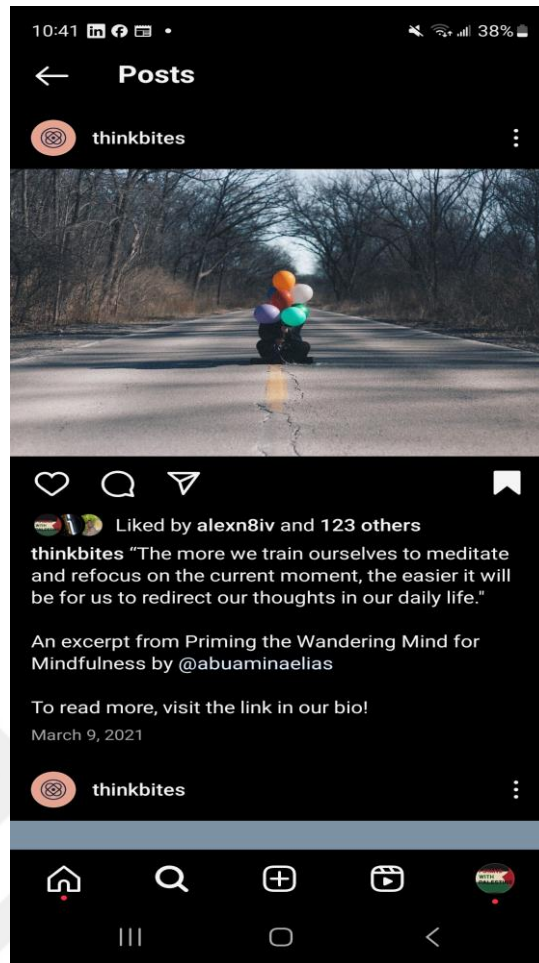 10:41
38%
Posts
thinkbites
Liked by alexn8iv and 123 others
thinkbites “The more we train ourselves to meditate
and refocus on the current moment, the easier it will
be for us to redirect our thoughts in our daily life."
An excerpt from Priming the Wandering Mind for
Mindfulness by @abuaminaelias
To read more, visit the link in our bio!
March 9, 2021
thinkbites
WITH
PALESTINE